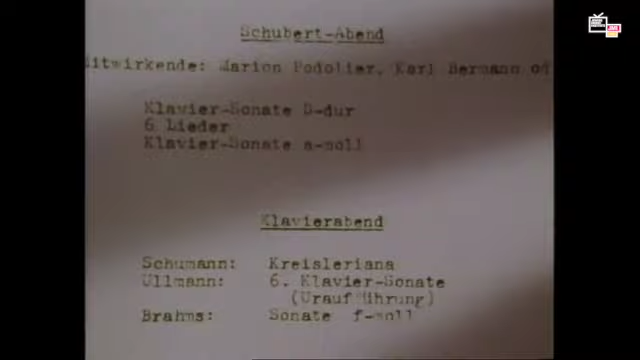 Schubert-Abend
Mitwirkende: Marion Podolier, Karl Bermann od
Klavier-Sonate D-dur
6 Lieder
Klavier-Sonate a-moll
Klavierabend
Schumann: Kreisleriana
Ullmann: 6. Klavier-Sonate
(Uraufführung)
Brahms: Sonate f-moll